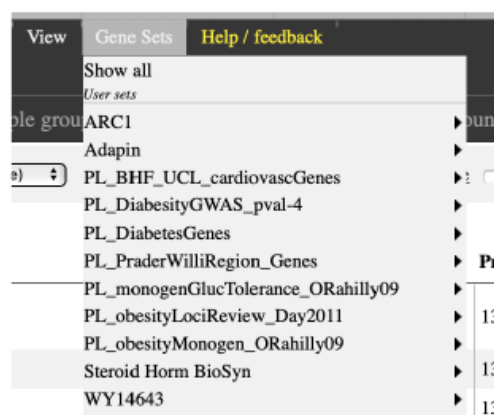 View Gene Sets Help / feedback
Show all
User sets
ARC1
Adapin
PL_BHF_UCL_cardiovascGenes
PL_DiabesityGWAS_pval-4
PL_DiabetesGenes
PL_PraderWilliRegion_Genes
PL_monogenGlucTolerance_ORahilly09
PL_obesityLociReview_Day2011
PL_obesityMonogen_ORahilly09
Steroid Horm BioSyn
WY14643